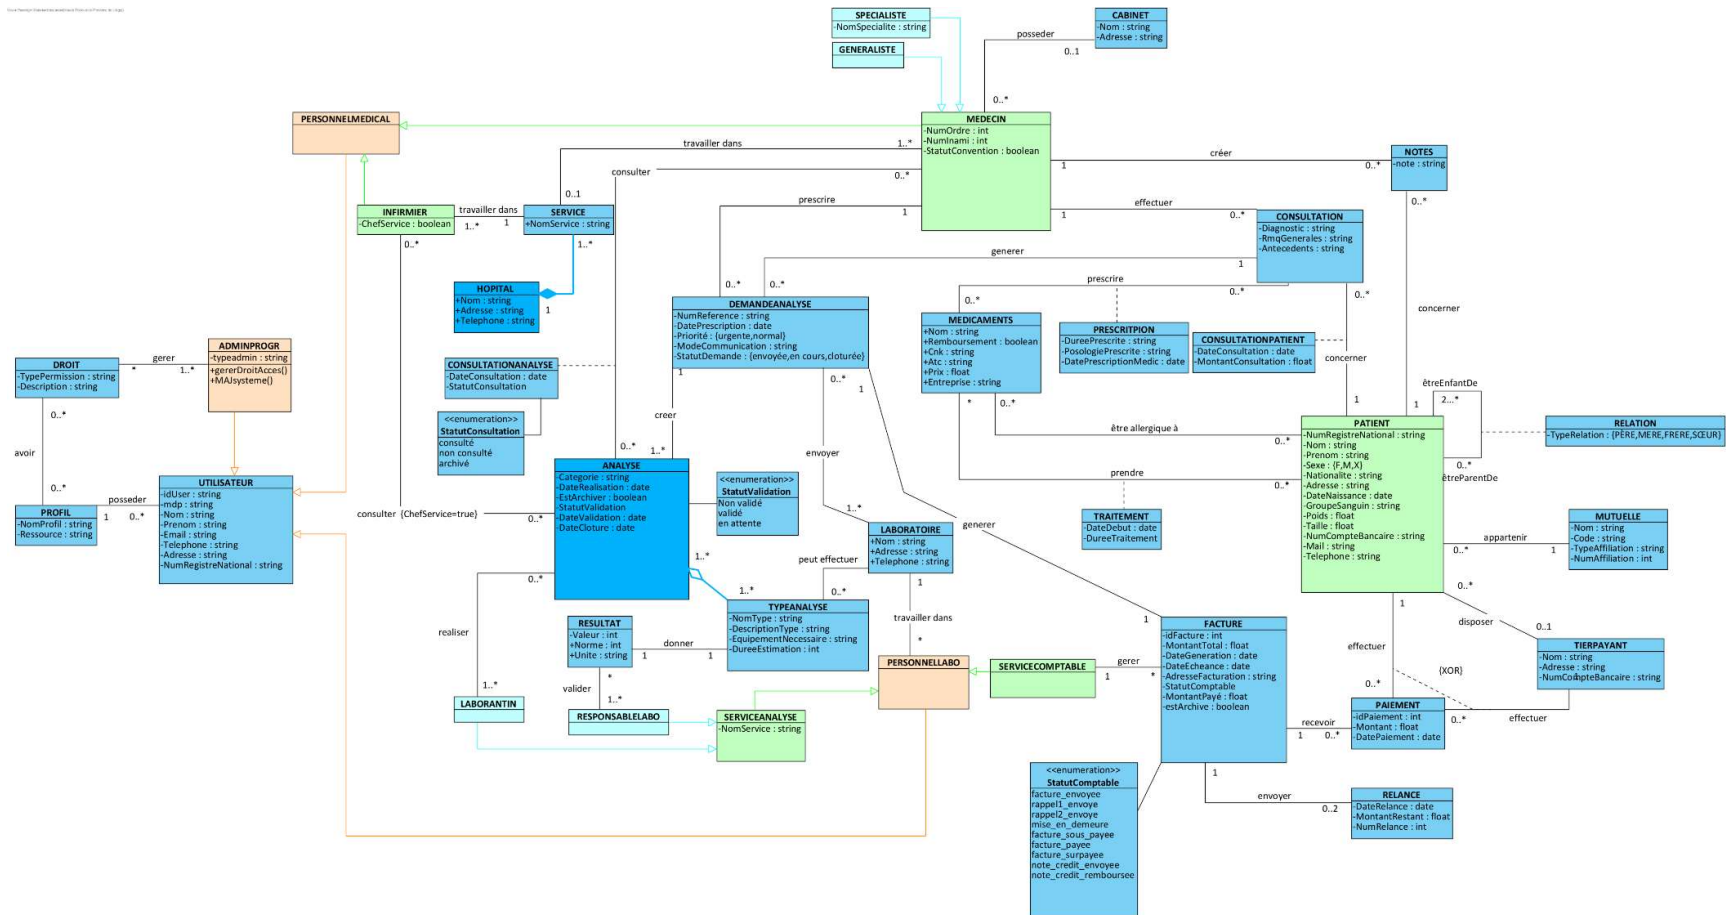 SPECIALISTE
-NomSpecialite : string
GENERALISTE
CABINET
-Nom : string
-Adresse : string
posseder
0..1
0..*
PERSONNELMEDICAL
MEDECIN
-NumOrdre : int
-NumInami : int
-StatutConvention : boolean
travailler dans
1..*
0..1
consulter
0..*
prescrire
1
créer
1
0..*
NOTES
-note : string
0..*
effectuer
1
0..*
INFIRMIER
-ChefService : boolean
travailler dans
1..*
1
0..*
SERVICE
+NomService : string
1..*
CONSULTATION
-Diagnostic : string
-RmqGenerales : string
-Antecedents : string
generer
1
0..*
0..*
HOPITAL
+Nom : string
+Adresse : string
+Telephone : string
1
DEMANDEANALYSE
-NumReference : string
-DatePrescription : date
-Priorité : {urgente,normal}
-ModeCommunication : string
-StatutDemande : {envoyée,en cours,cloturée}
prescrire
0..*
0..*
0..*
concerner
MEDICAMENTS
+Nom : string
+Remboursement : boolean
+Cnk : string
+Atc : string
+Prix : float
+Entreprise : string
PRESCRITPION
-DureePrescrite : string
-PosologiePrescrite : string
-DatePrescriptionMedic : date
CONSULTATIONPATIENT
-DateConsultation : date
-MontantConsultation : float
concerner
ADMINPROGR
-typeadmin : string
+gererDroitAcces()
+MAJsysteme()
DROIT
-TypePermission : string
-Description : string
gerer
*
1..*
0..*
avoir
0..*
CONSULTATIONANALYSE
-DateConsultation : date
-StatutConsultation
<<enumeration>>
StatutConsultation
consulté
non consulté
archivé
1
creer
1..*
0..*
0..*
1
envoyer
1..*
*
0..*
être allergique à
0..*
prendre
0..*
1
1
êtreEnfantDe
2...*
0..*
êtreParentDe
RELATION
-TypeRelation : {PÈRE,MERE,FRERE,SŒUR}
PATIENT
-NumRegistreNational : string
-Nom : string
-Prenom : string
-Sexe : {F,M,X}
-Nationalite : string
-Adresse : string
-DateNaissance : date
-GroupeSanguin : string
-Poids : float
-Taille : float
-NumCompteBancaire : string
-Mail : string
-Telephone : string
ANALYSE
-Categorie : string
-DateRealisation : date
-EstArchiver : boolean
-StatutValidation
-DateValidation : date
-DateCloture : date
<<enumeration>>
StatutValidation
Non validé
validé
en attente
UTILISATEUR
-idUser : string
-mdp : string
-Nom : string
-Prenom : string
-Email : string
-Telephone : string
-Adresse : string
-NumRegistreNational : string
PROFIL
-NomProfil : string
-Ressource : string
posseder
1
0..*
consulter {ChefService=true}
0..*
TRAITEMENT
-DateDebut : date
-DureeTraitement
MUTUELLE
-Nom : string
-Code : string
-TypeAffiliation : string
-NumAffiliation : int
appartenir
0..*
1
LABORATOIRE
+Nom : string
+Adresse : string
+Telephone : string
generer
peut effectuer
0..*
1
travailler dans
*
1..*
1..*
0..*
realiser
1..*
TYPEANALYSE
-NomType : string
-DescriptionType : string
-EquipementNecessaire : string
-DureeEstimation : int
RESULTAT
-Valeur : int
+Norme : int
+Unite : string
donner
1
1
*
valider
1..*
PERSONNELLABO
SERVICECOMPTABLE
gerer
1
*
1
FACTURE
-idFacture : int
-MontantTotal : float
-DateGeneration : date
-DateEcheance : date
-AdresseFacturation : string
-StatutComptable
-MontantPayé : float
-estArchive : boolean
1
effectuer
0..*
0..*
disposer
0..1
TIERPAYANT
-Nom : string
-Adresse : string
-NumCompteBancaire : string
{XOR}
PAIEMENT
-idPaiement : int
-Montant : float
-DatePaiement : date
0..*
effectuer
recevoir
1
0..*
LABORANTIN
RESPONSABLELABO
SERVICEANALYSE
-NomService : string
<<enumeration>>
StatutComptable
facture_envoyee
rappel1_envoye
rappel2_envoye
mise_en_demeure
facture_sous_payee
facture_payee
facture_surpayee
note_credit_envoyee
note_credit_remboursee
1
envoyer
0..2
RELANCE
-DateRelance : date
-MontantRestant : float
-NumRelance : int